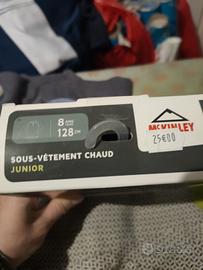 8 ANS
128 CM
McKINLEY
25€00
SOUS-VÊTEMENT CHAUD
JUNIOR